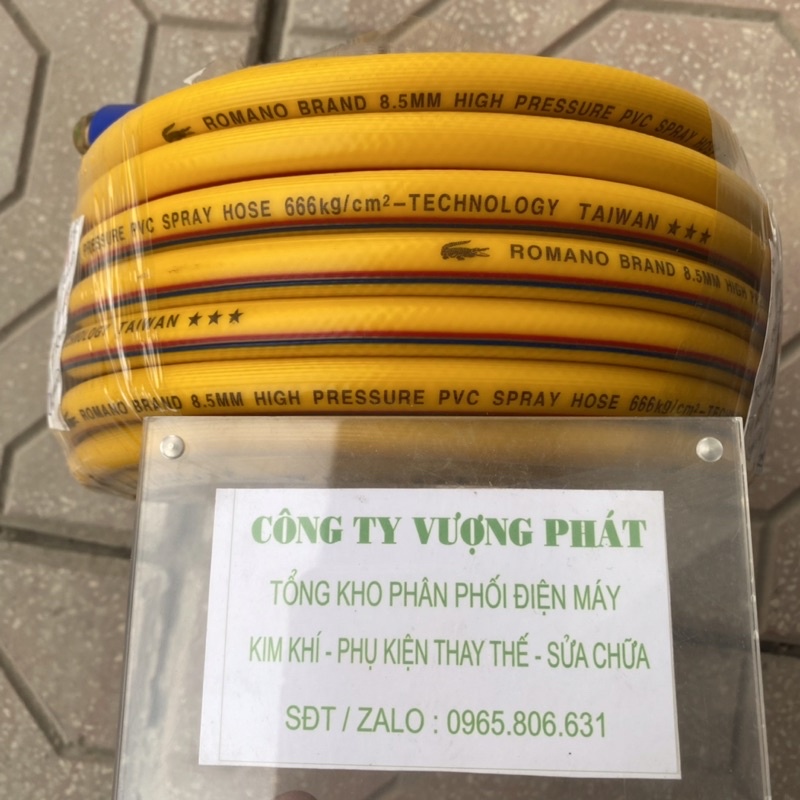 ROMANO BRAND 8.5MM HIGH PRESSURE PVC SPRAY
PRESSURE PVC SPRAY HOSE 666kg/cm²-TECHNOLOGY TAIWAN ★★★
ROMANO BRAND 8.5MM HIGH
TAIWAN ★★★
ROMANO BRAND 8.5MM HIGH PRESSURE PVC SPRAY HOSE 666kg/cm²
CÔNG TY VƯỢNG PHÁT
TỔNG KHO PHÂN PHỐI ĐIỆN MÁY
KIM KHÍ - PHỤ KIỆN THAY THẾ - SỬA CHỮA
SĐT / ZALO : 0965.806.631